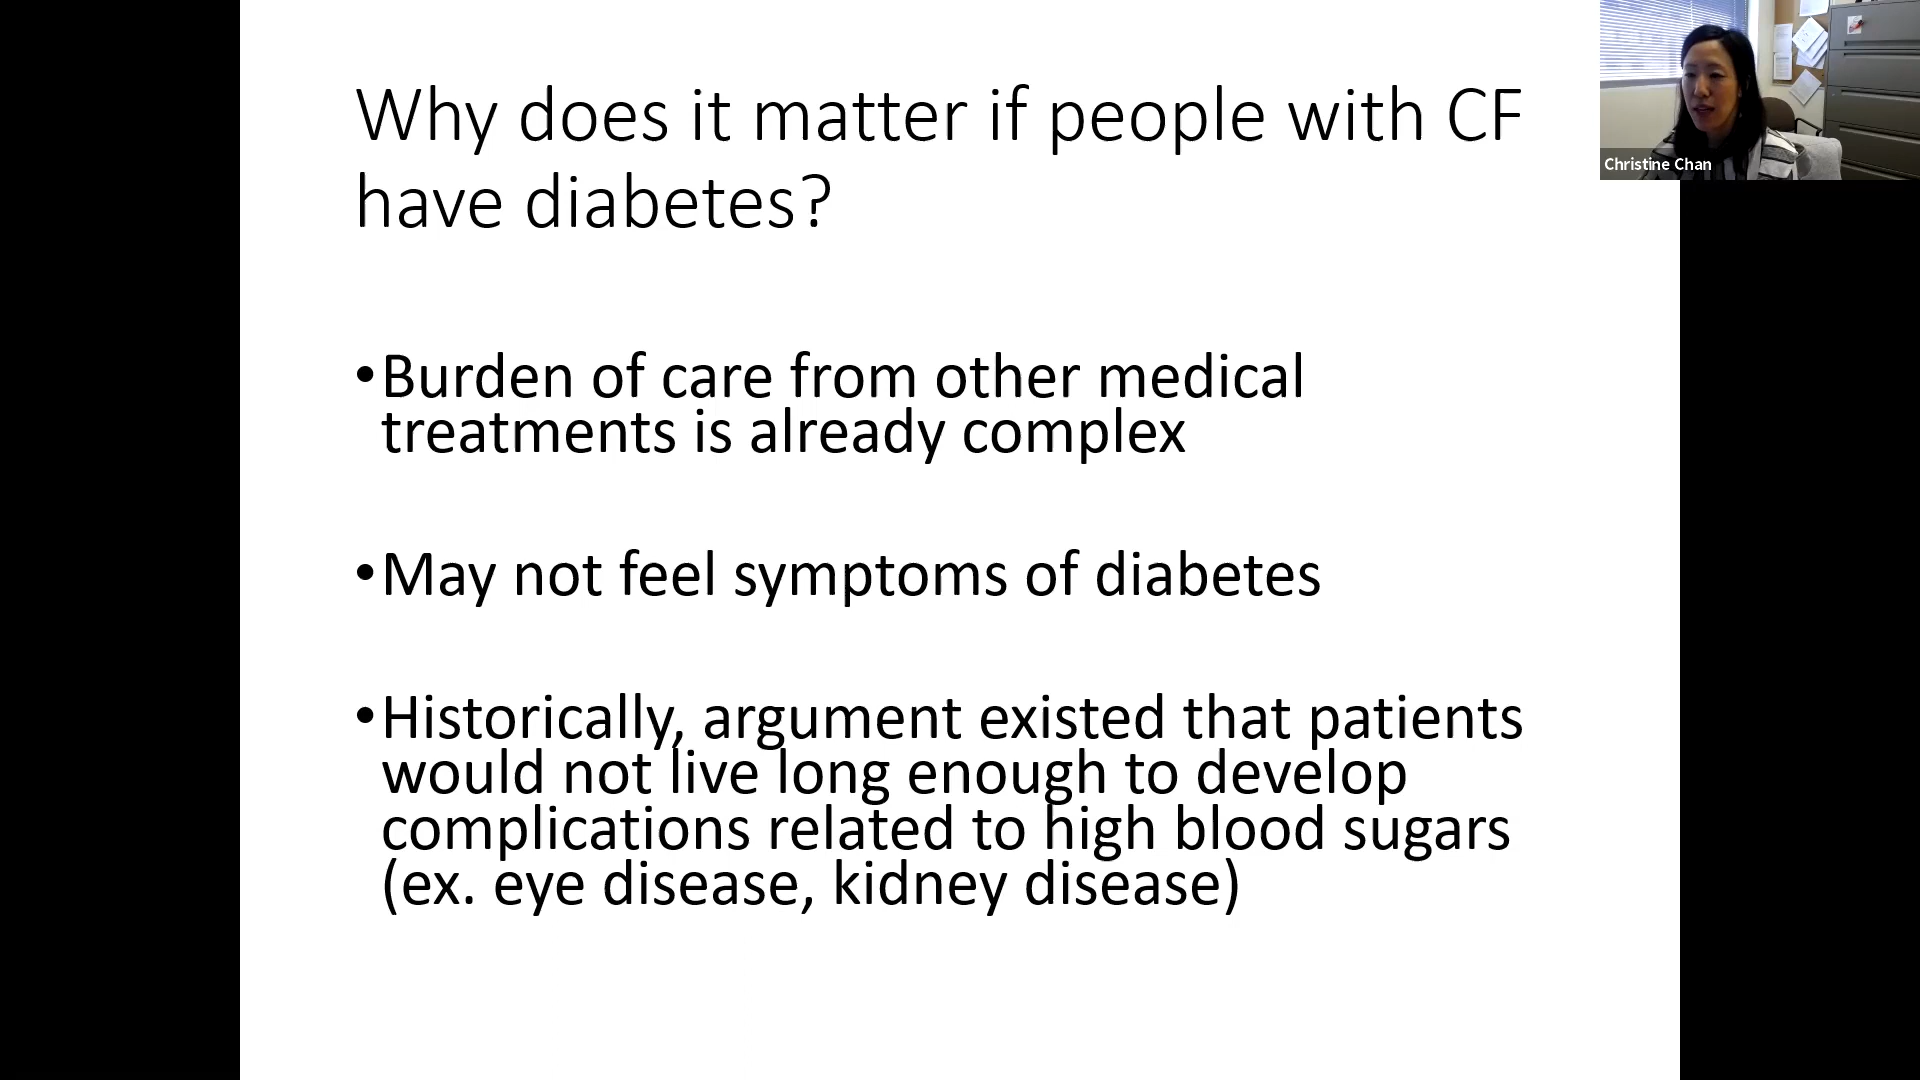 Why does it matter if people with CF
have diabetes?
•Burden of care from other medical
treatments is already complex
•May not feel symptoms of diabetes
•Historically, argument existed that patients
would not live long enough to develop
complications related to high blood sugars
(ex. eye disease, kidney disease)
Christine Chan